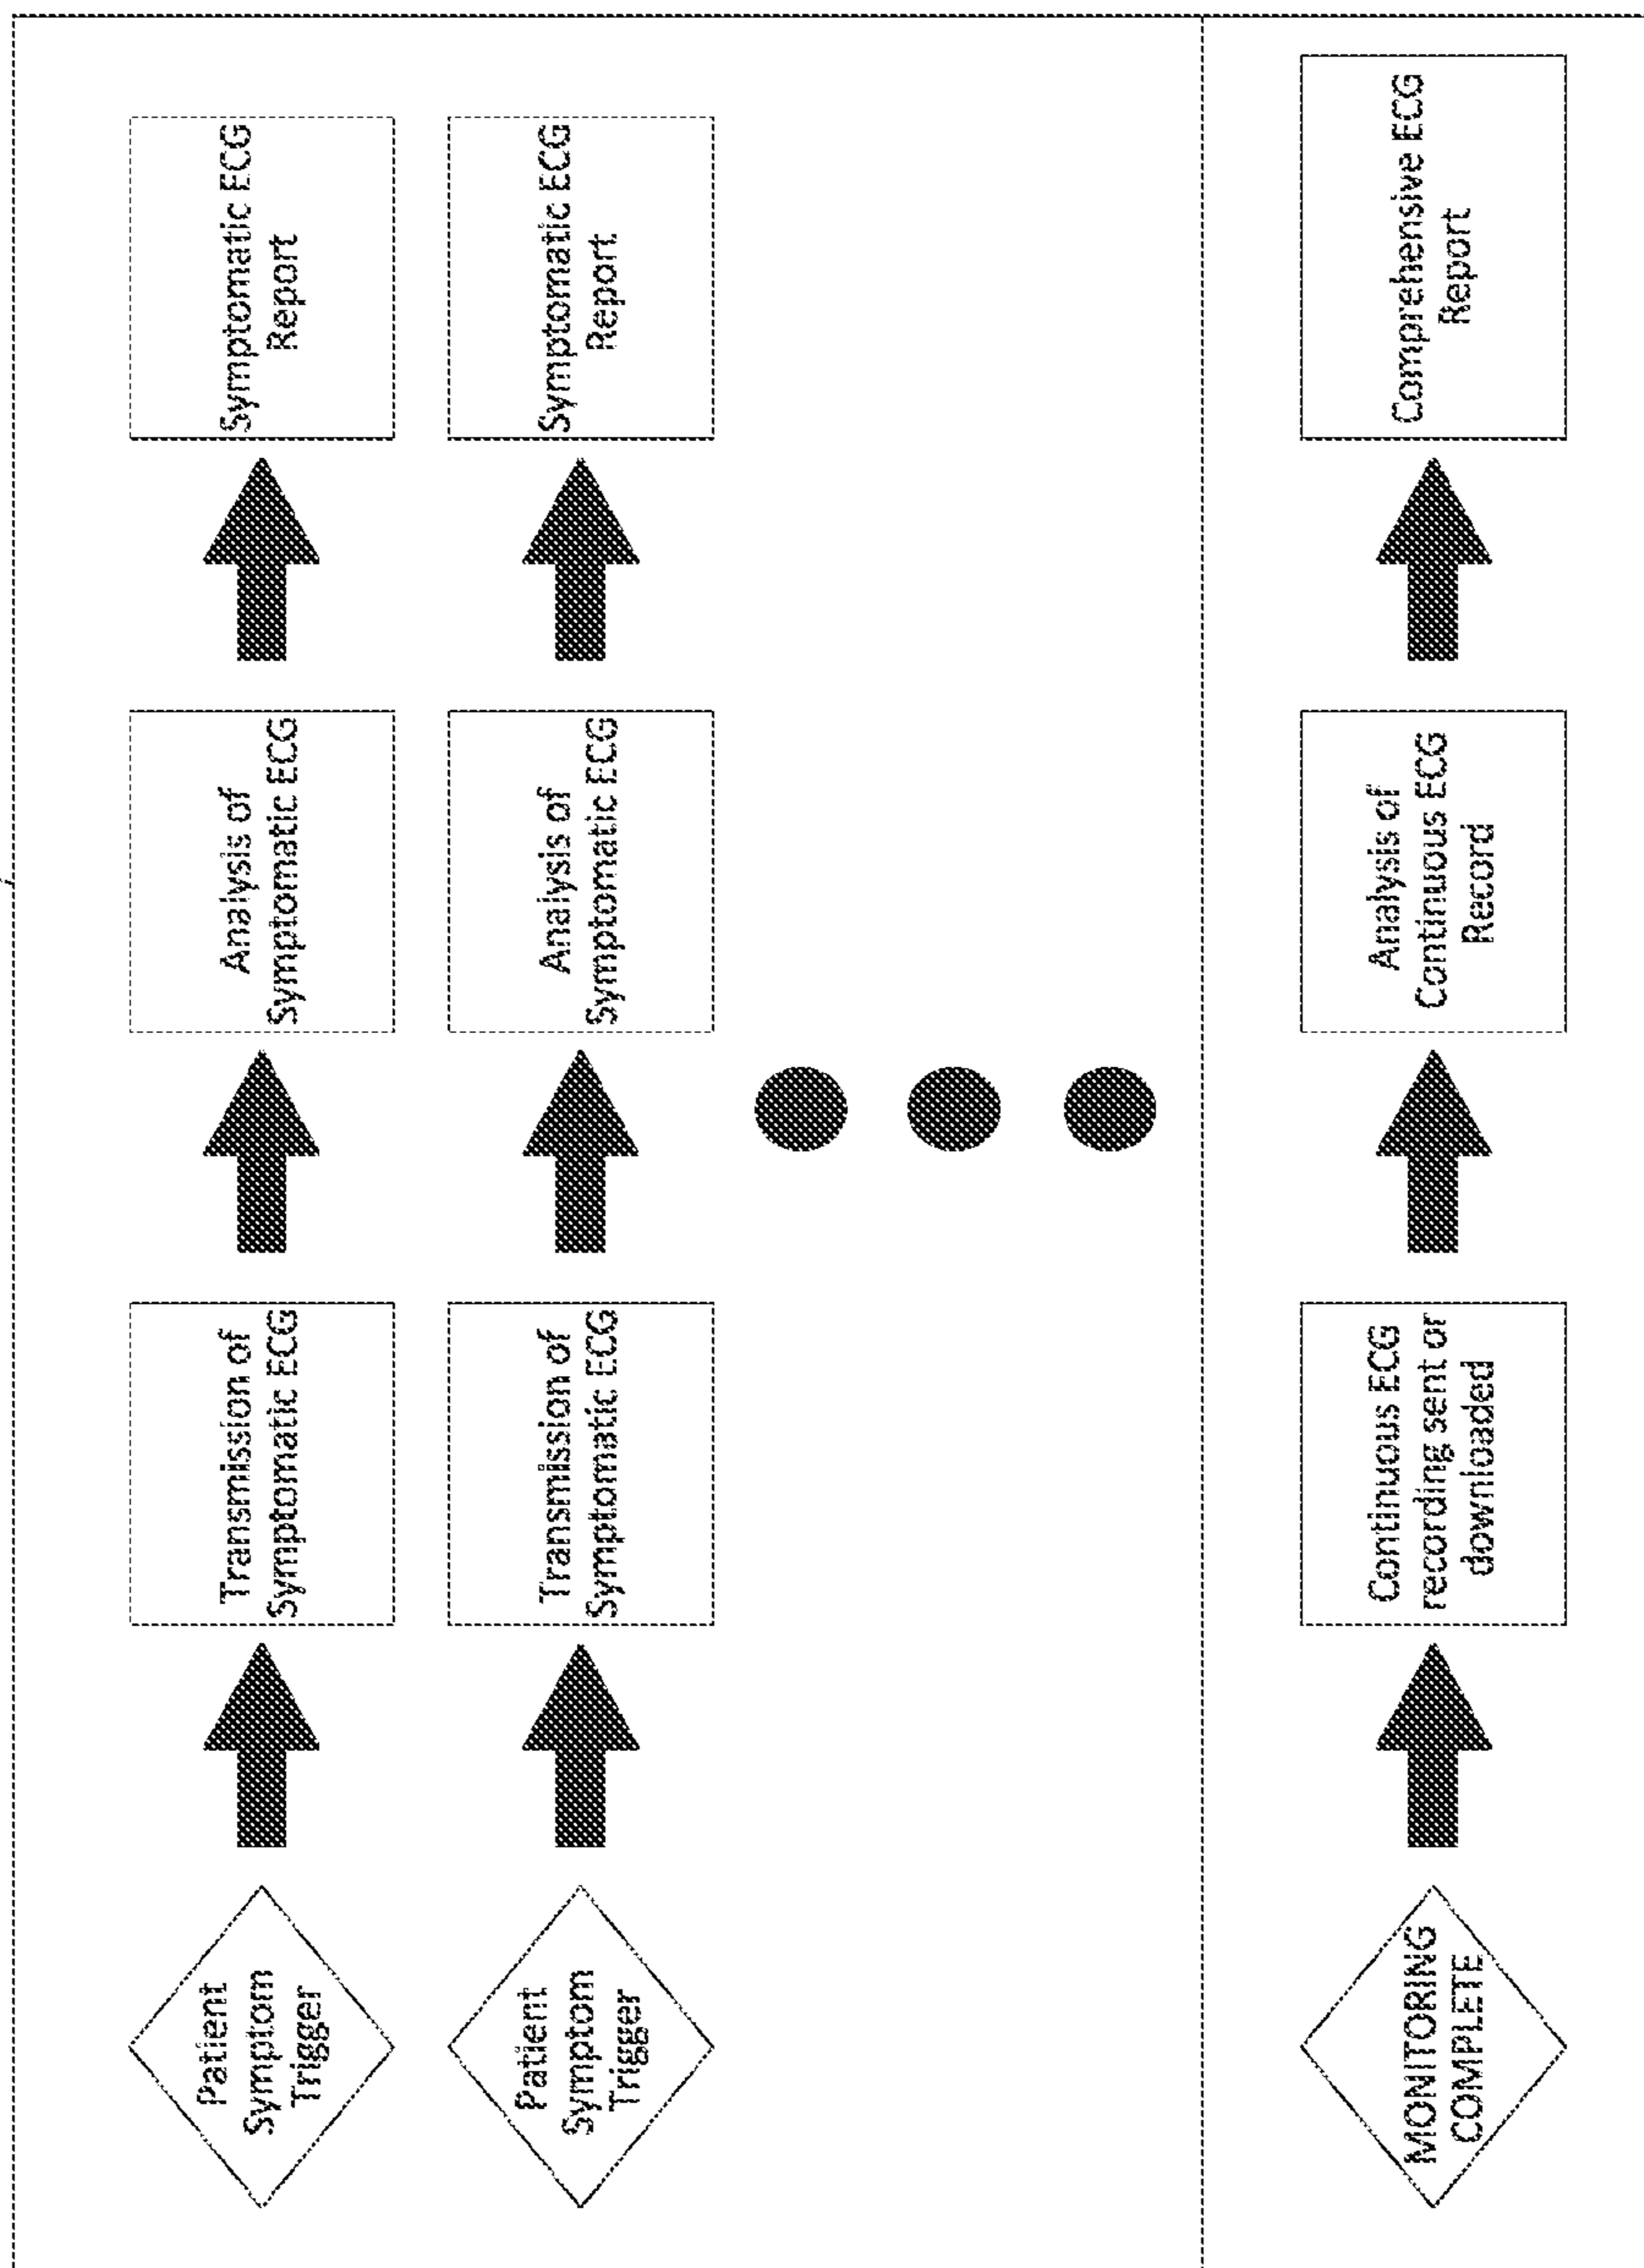 Patient
Symptom
Trigger
Transmission of
Symptomatic ECG
Analysis of
Symptomatic ECG
Symptomatic ECG
Report
Patient
Symptom
Trigger
Transmission of
Symptomatic ECG
Analysis of
Symptomatic ECG
Symptomatic ECG
Report
MONITORING
COMPLETE
Continuous ECG
recording sent or
downloaded
Analysis of
Continuous ECG
Record
Comprehensive ECG
Report